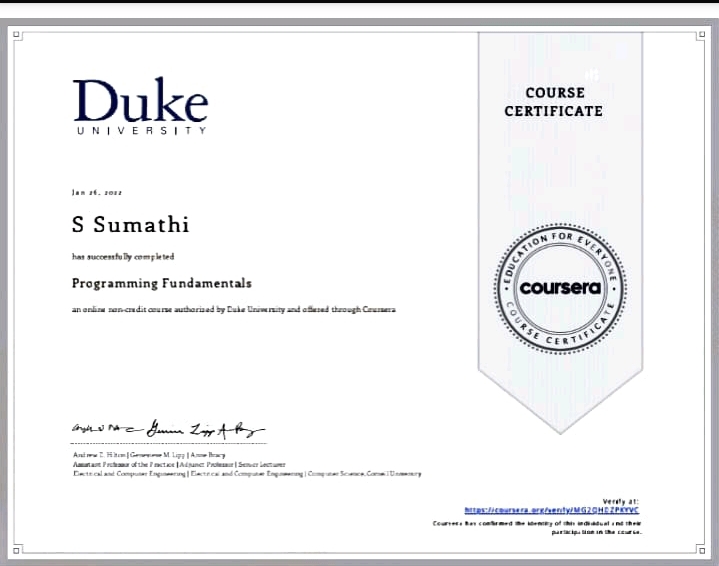 Duke
UNIVERSITY
COURSE
CERTIFICATE
Jan 26, 2022
S Sumathi
has successfully completed
Programming Fundamentals
an online non-credit course authorized by Duke University and offered through Coursera
EDUCATION FOR EVERYONE
coursera
COURSE CERTIFICATE
Andrew D. Hilton | Genevieve M. Lipp | Anne Bracy
Assistant Professor of the Practice | Adjunct Professor | Senior Lecturer
Electrical and Computer Engineering | Electrical and Computer Engineering | Computer Science, Cornell University
Verify at:
https://coursera.org/verify/
Coursera has confirmed the identity of this individual and their
participation in the course.